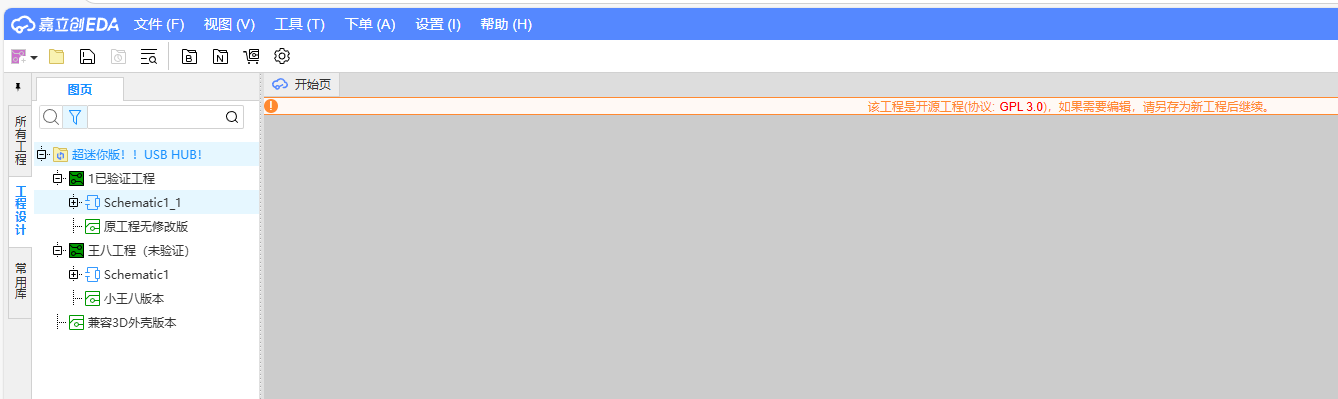 嘉立创EDA 文件 (F) 视图 (V) 工具 (T) 下单 (A) 设置 (I) 帮助 (H)
图页
开始页
所有工程
工程设计
常用库
该工程是开源工程(协议: GPL 3.0)，如果需要编辑，请另存为新工程后继续。
超迷你版！！USB HUB！
1已验证工程
Schematic1_1
原工程无修改版
王八工程（未验证）
Schematic1
小王八版本
兼容3D外壳版本